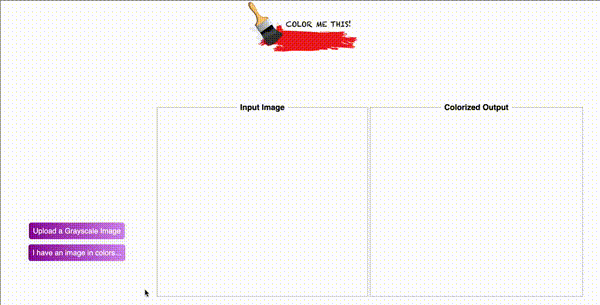 COLOR ME THIS!
Input Image
Colorized Output
Upload a Grayscale Image
I have an image in colors...